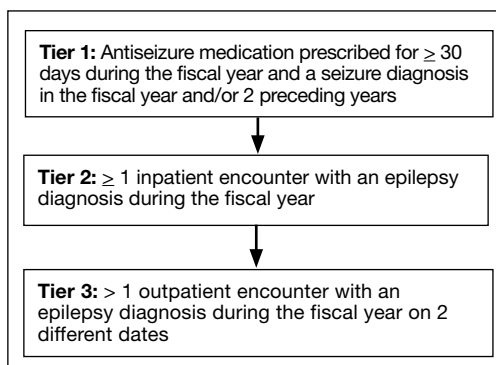 Tier 1: Antiseizure medication prescribed for ≥ 30
days during the fiscal year and a seizure diagnosis
in the fiscal year and/or 2 preceding years
Tier 2: ≥ 1 inpatient encounter with an epilepsy
diagnosis during the fiscal year
Tier 3: > 1 outpatient encounter with an
epilepsy diagnosis during the fiscal year on 2
different dates